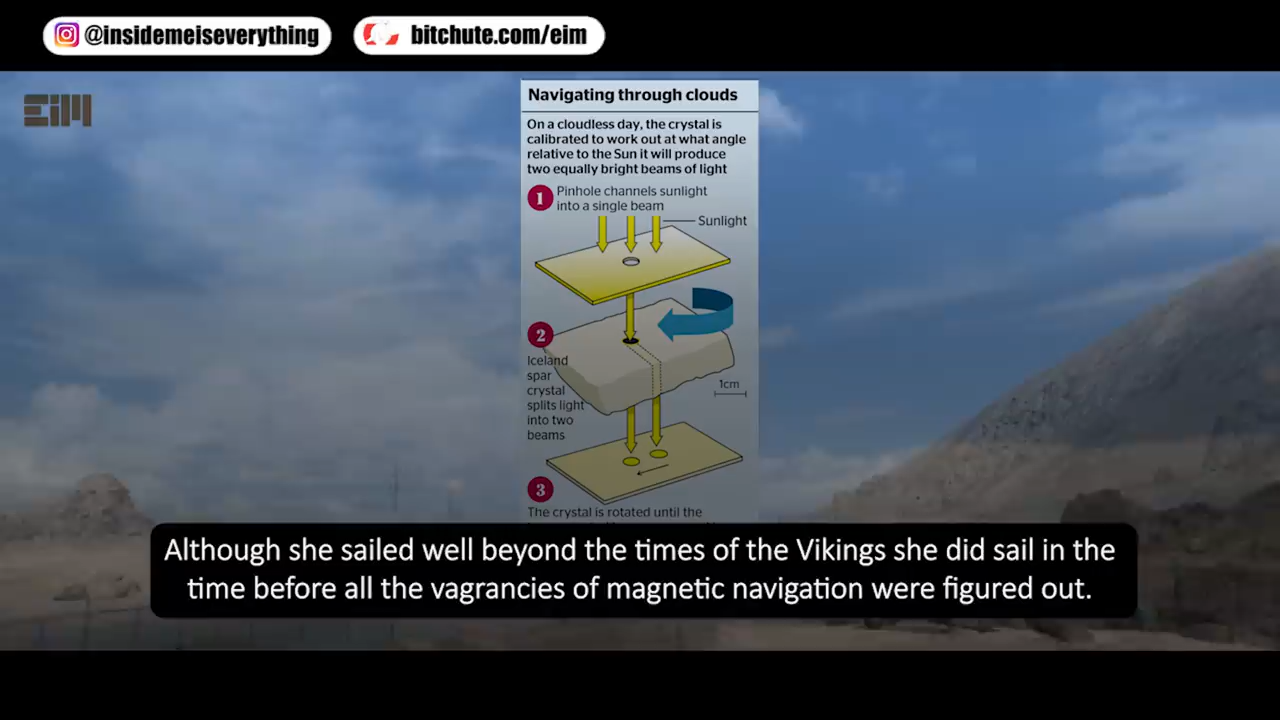 @insidemeiseverything
bitchute.com/eim
EiM
Navigating through clouds
On a cloudless day, the crystal is
calibrated to work out at what angle
relative to the Sun it will produce
two equally bright beams of light
1
Pinhole channels sunlight
into a single beam
Sunlight
2
Iceland
spar
crystal
splits light
into two
beams
1cm
3
The crystal is rotated until the
Although she sailed well beyond the times of the Vikings she did sail in the
time before all the vagrancies of magnetic navigation were figured out.